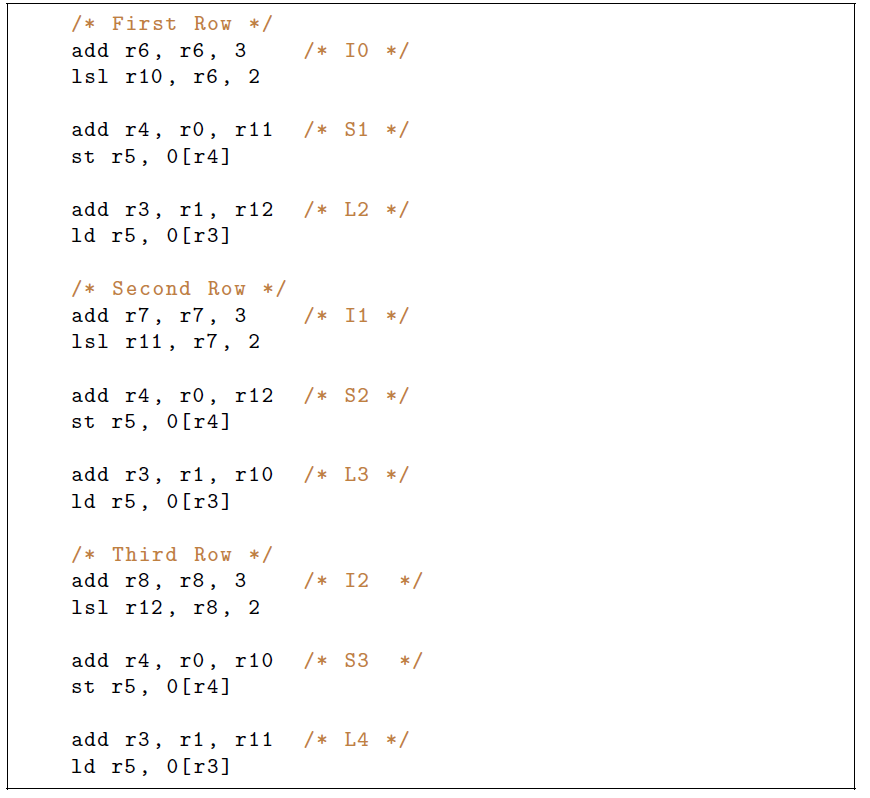 /* First Row */
add r6, r6, 3 /* I0 */
lsl r10, r6, 2
add r4, r0, r11 /* S1 */
st r5, 0[r4]
add r3, r1, r12 /* L2 */
ld r5, 0[r3]
/* Second Row */
add r7, r7, 3 /* I1 */
lsl r11, r7, 2
add r4, r0, r12 /* S2 */
st r5, 0[r4]
add r3, r1, r10 /* L3 */
ld r5, 0[r3]
/* Third Row */
add r8, r8, 3 /* I2 */
lsl r12, r8, 2
add r4, r0, r10 /* S3 */
st r5, 0[r4]
add r3, r1, r11 /* L4 */
ld r5, 0[r3]